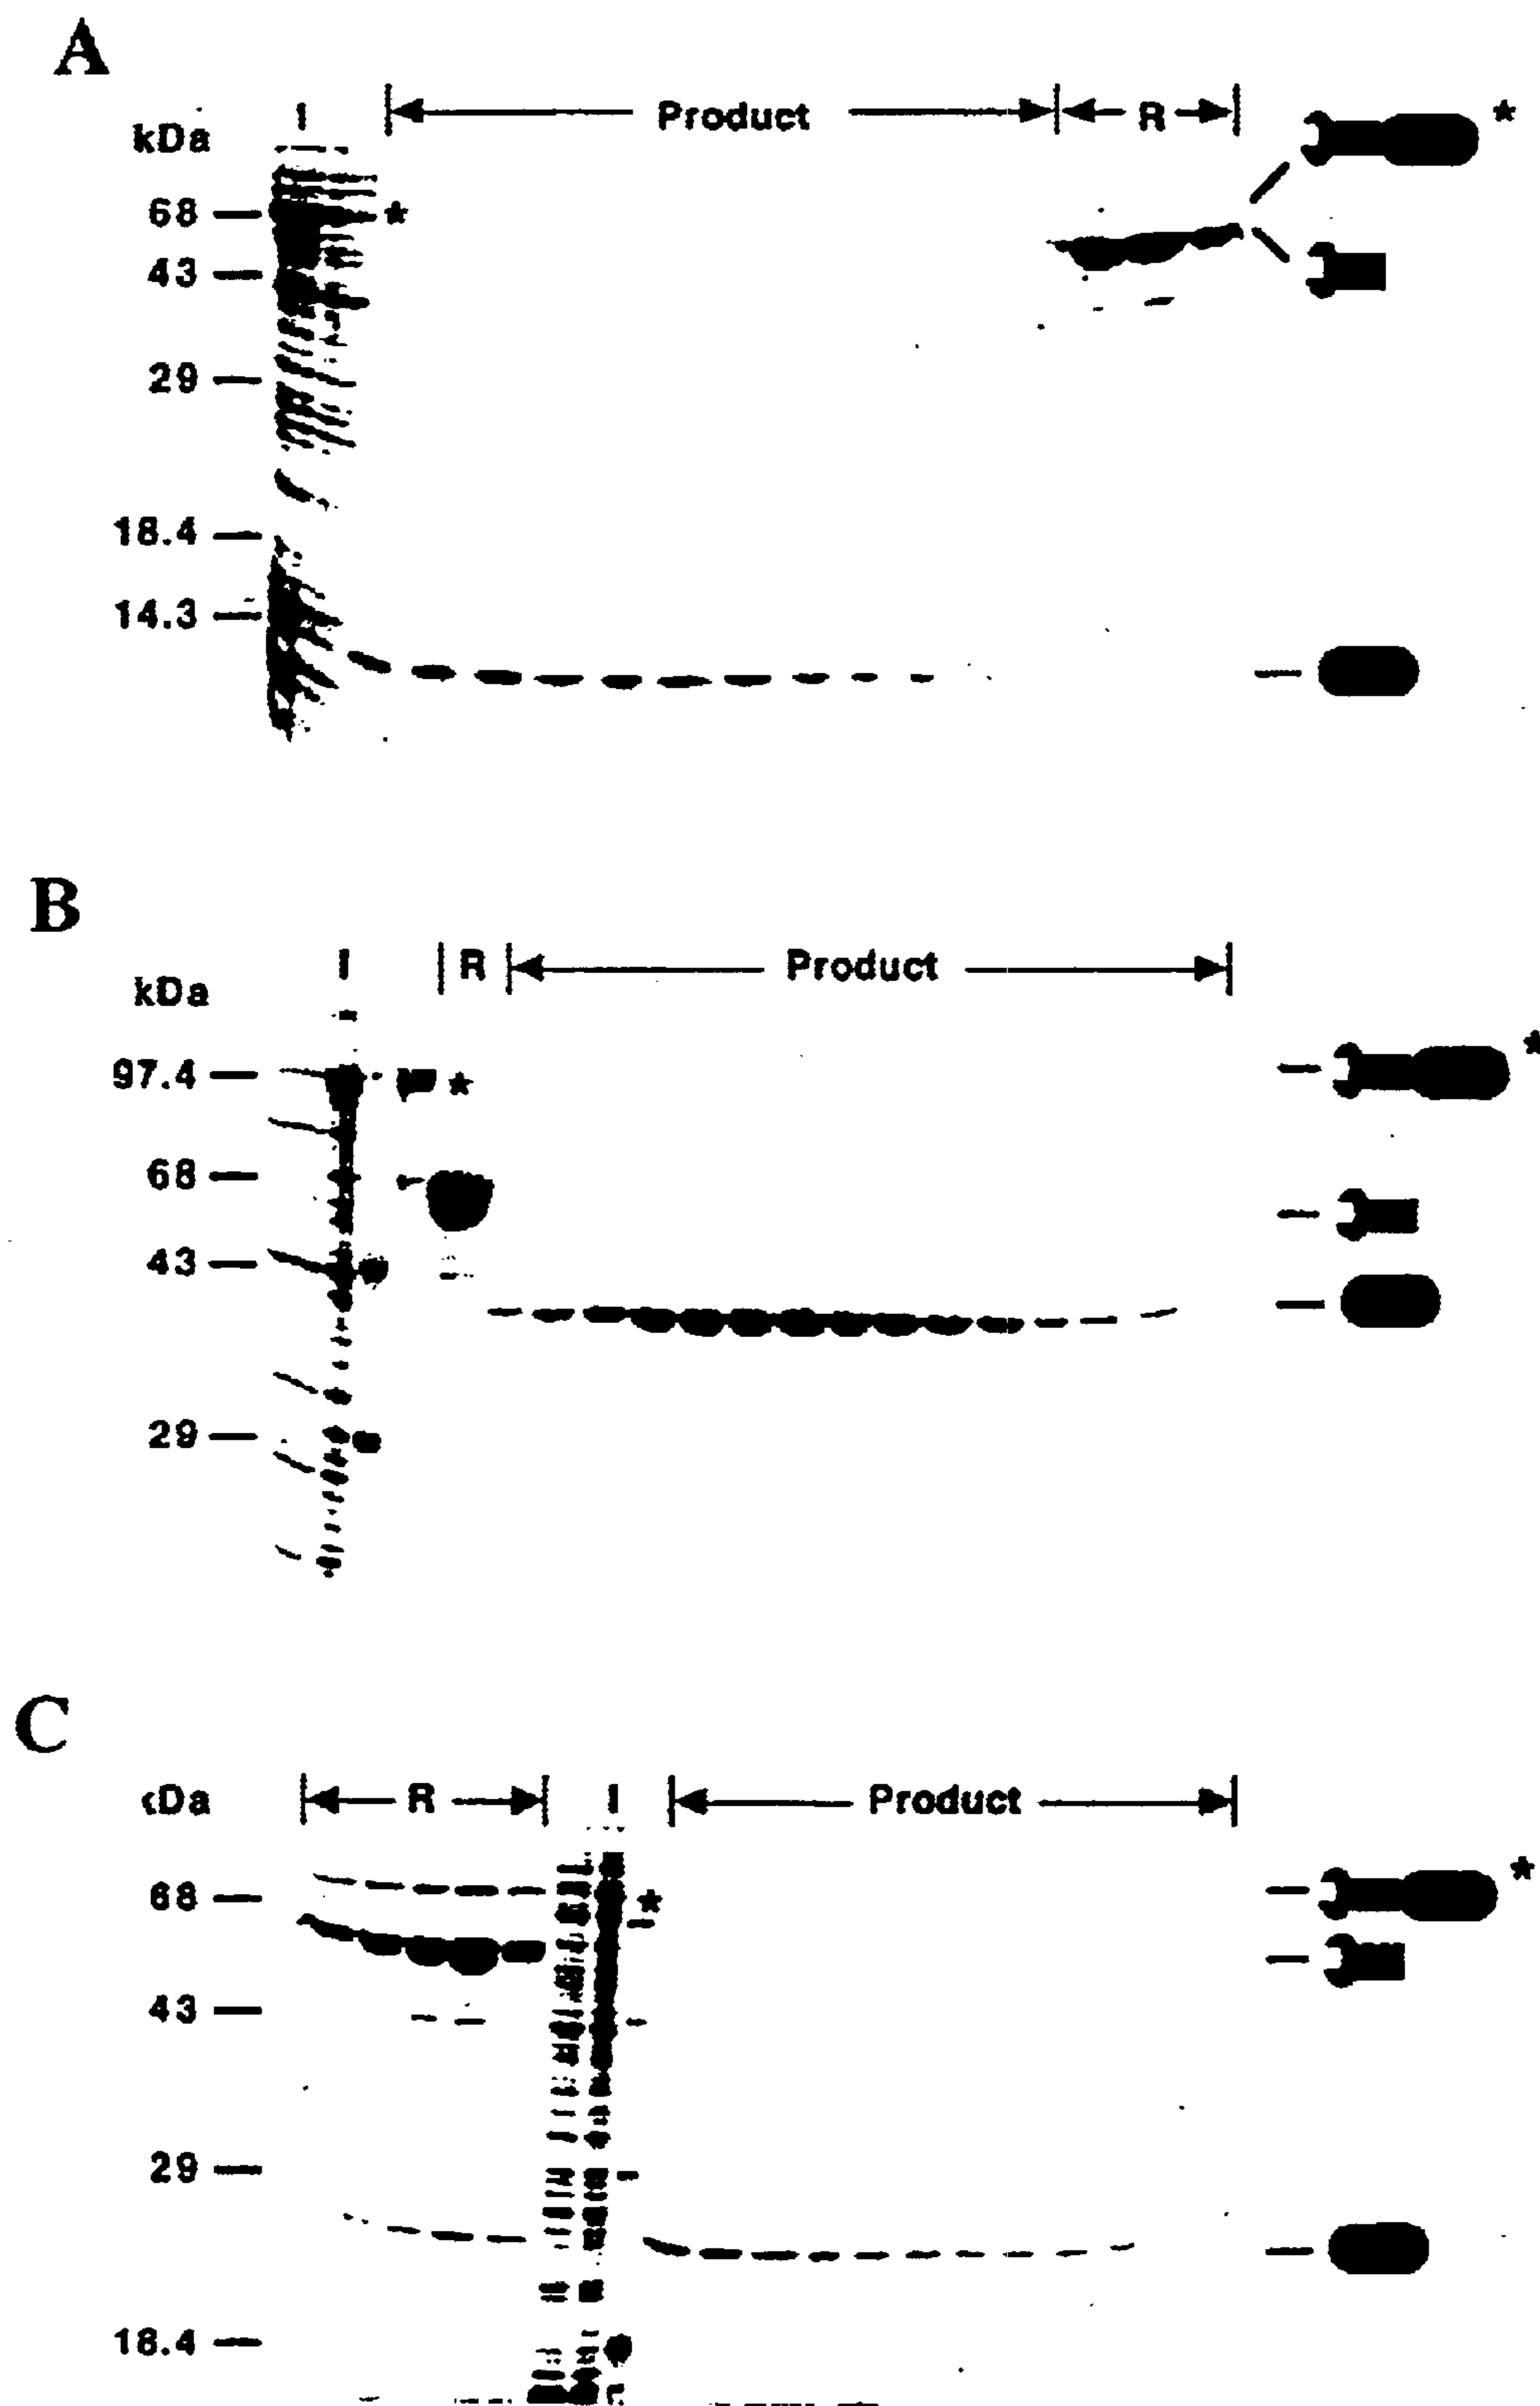 A
kDa I Product R *
68 *
43
29
18.4
14.3
B
kDa I R Product
97.4 * *
68
43
29
C
kDa R I Product
68 * *
43
29
18.4